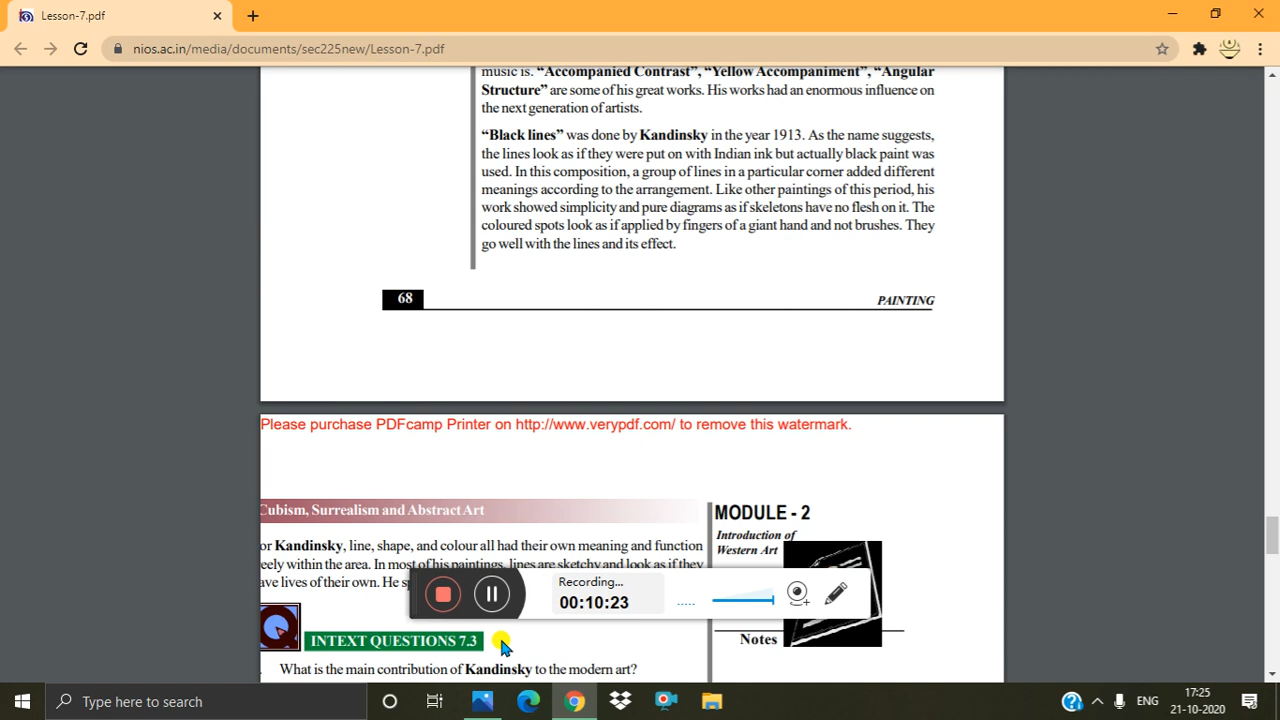 Lesson-7.pdf
nios.ac.in/media/documents/sec225new/Lesson-7.pdf
music is. “Accompanied Contrast”, “Yellow Accompaniment”, “Angular
Structure” are some of his great works. His works had an enormous influence on
the next generation of artists.
“Black lines” was done by Kandinsky in the year 1913. As the name suggests,
the lines look as if they were put on with Indian ink but actually black paint was
used. In this composition, a group of lines in a particular corner added different
meanings according to the arrangement. Like other paintings of this period, his
work showed simplicity and pure diagrams as if skeletons have no flesh on it. The
coloured spots look as if applied by fingers of a giant hand and not brushes. They
go well with the lines and its effect.
68
PAINTING
Please purchase PDFcamp Printer on http://www.verypdf.com/ to remove this watermark.
Cubism, Surrealism and Abstract Art
or Kandinsky, line, shape, and colour all had their own meaning and function
reely within the area. In most of his paintings, lines are sketchy and look as if they
ave lives of their own. He
MODULE - 2
Introduction of
Western Art
Notes
Recording...
00:10:23
INTEXT QUESTIONS 7.3
What is the main contribution of Kandinsky to the modern art?
Type here to search
ENG
17:25
21-10-2020